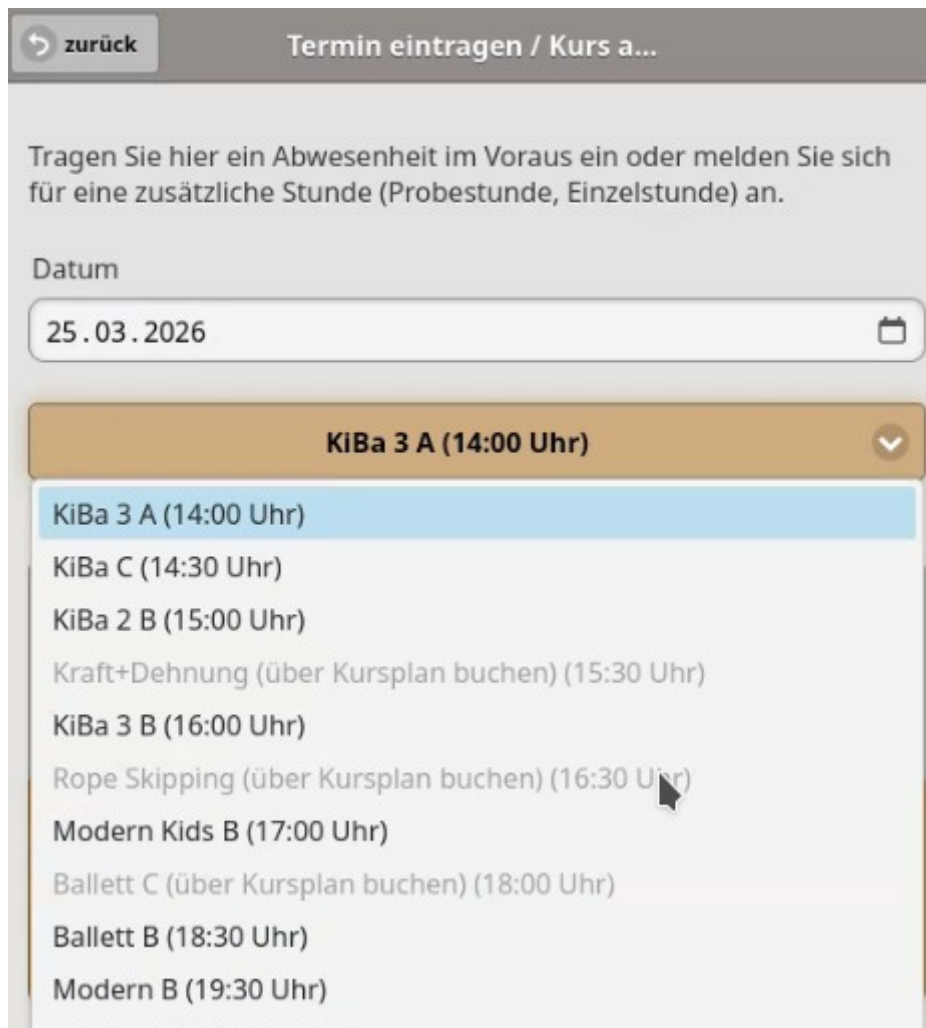 zurück
Termin eintragen / Kurs a...
Tragen Sie hier ein Abwesenheit im Voraus ein oder melden Sie sich
für eine zusätzliche Stunde (Probestunde, Einzelstunde) an.
Datum
25.03.2026
KiBa 3 A (14:00 Uhr)
KiBa 3 A (14:00 Uhr)
KiBa C (14:30 Uhr)
KiBa 2 B (15:00 Uhr)
Kraft+Dehnung (über Kursplan buchen) (15:30 Uhr)
KiBa 3 B (16:00 Uhr)
Rope Skipping (über Kursplan buchen) (16:30 Uhr)
Modern Kids B (17:00 Uhr)
Ballett C (über Kursplan buchen) (18:00 Uhr)
Ballett B (18:30 Uhr)
Modern B (19:30 Uhr)